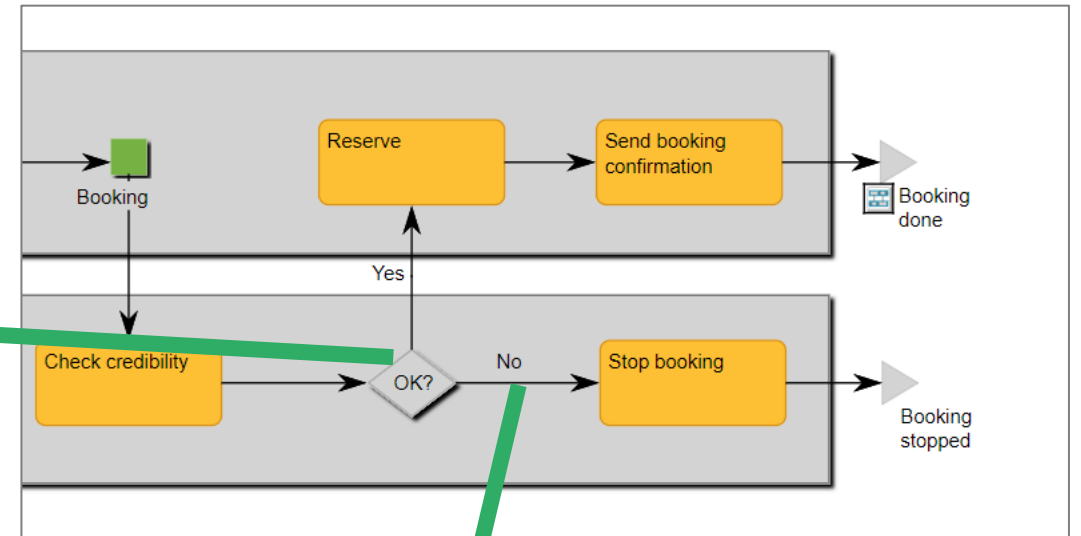 Reserve
Send booking
confirmation
Booking
Booking
done
Yes
Check credibility
OK?
No
Stop booking
Booking
stopped